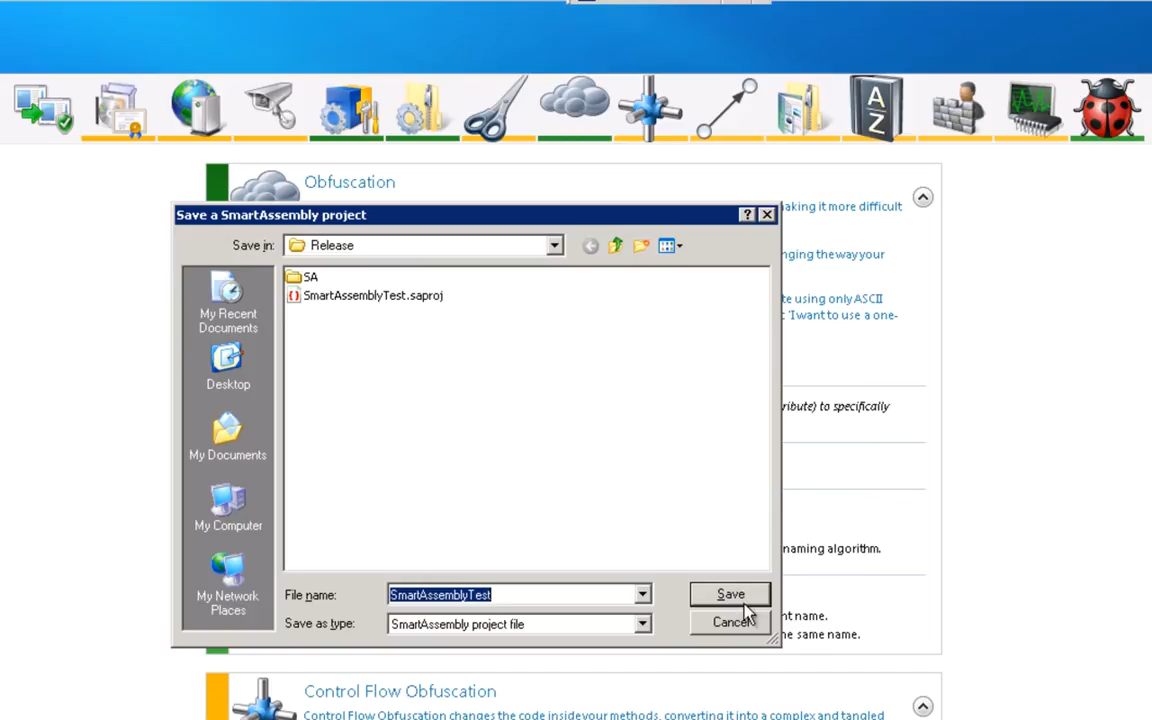 A
Z
Obfuscation
Save a SmartAssembly project
aking it more difficult
Save in:
Release
nging the way your
SA
SmartAssemblyTest.saproj
te using only ASCII
'I want to use a one-
My Recent
Documents
Desktop
ribute) to specifically
My Documents
My Computer
naming algorithm.
My Network
Places
File name:
SmartAssemblyTest
Save
Save as type:
SmartAssembly project file
Cancel
nt name.
he same name.
Control Flow Obfuscation
Control Flow Obfuscation changes the code inside your methods, converting it into a complex and tangled